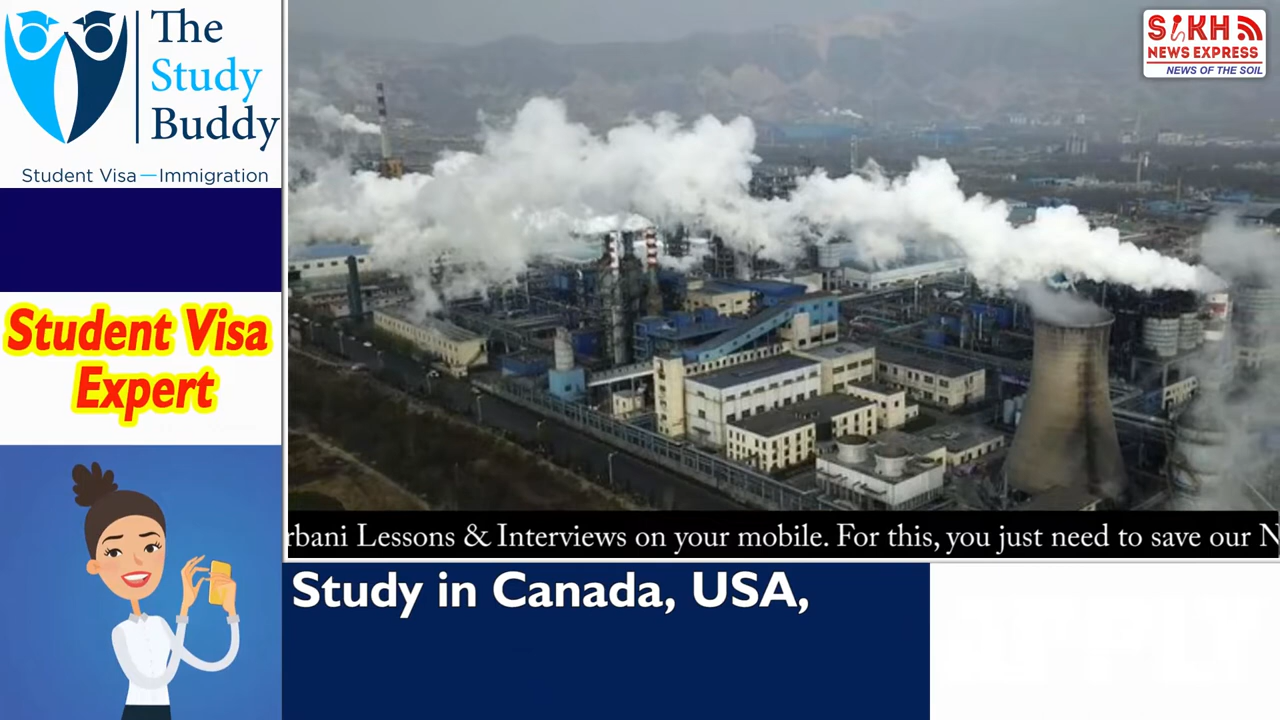 The
Study
Buddy
Student Visa — Immigration
Student Visa
Expert
SIKH
NEWS EXPRESS
NEWS OF THE SOIL
rbani Lessons & Interviews on your mobile. For this, you just need to save our N
Study in Canada, USA,